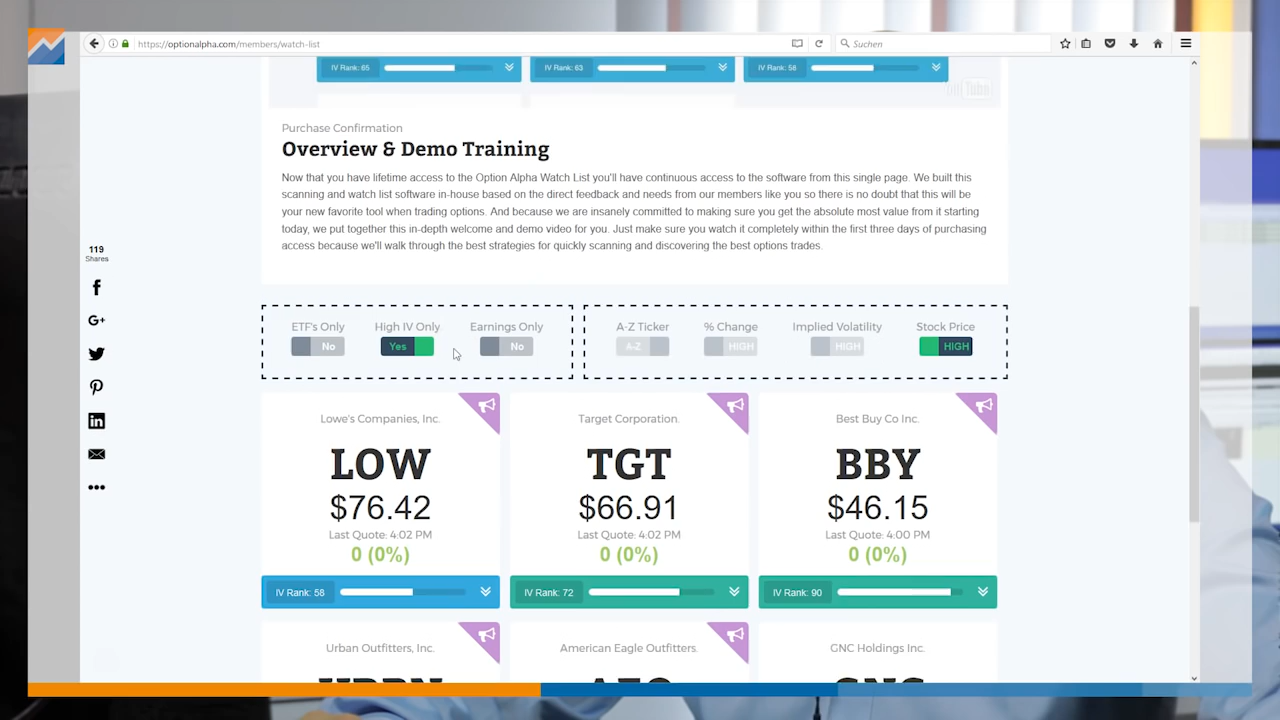 https://optionalpha.com/members/watch-list
Suchen
IV Rank: 65
IV Rank: 63
IV Rank: 58
Purchase Confirmation
Overview & Demo Training
Now that you have lifetime access to the Option Alpha Watch List you'll have continuous access to the software from this single page. We built this
scanning and watch list software in-house based on the direct feedback and needs from our members like you so there is no doubt that this will be
your new favorite tool when trading options. And because we are insanely committed to making sure you get the absolute most value from it starting
today, we put together this in-depth welcome and demo video for you. Just make sure you watch it completely within the first three days of purchasing
access because we'll walk through the best strategies for quickly scanning and discovering the best options trades.
119
Shares
G+
ETF's Only High IV Only Earnings Only
No Yes No
A-Z Ticker % Change Implied Volatility Stock Price
A-Z HIGH HIGH HIGH
Lowe's Companies, Inc.
LOW
$76.42
Last Quote: 4:02 PM
0 (0%)
IV Rank: 58
Target Corporation.
TGT
$66.91
Last Quote: 4:02 PM
0 (0%)
IV Rank: 72
Best Buy Co Inc.
BBY
$46.15
Last Quote: 4:00 PM
0 (0%)
IV Rank: 90
Urban Outfitters, Inc.
URBN
American Eagle Outfitters.
AEO
GNC Holdings Inc.
GNC